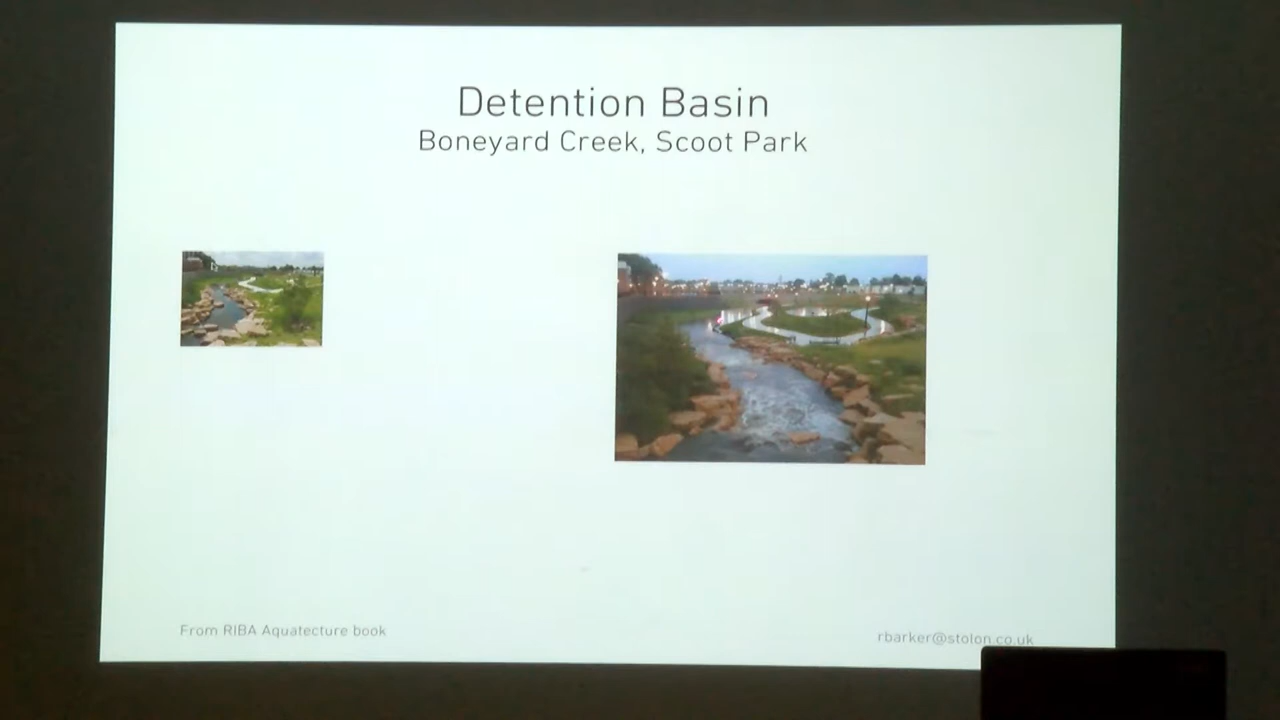 Detention Basin
Boneyard Creek, Scoot Park
From RIBA Aquatecture book
rbarker@stolon.co.uk